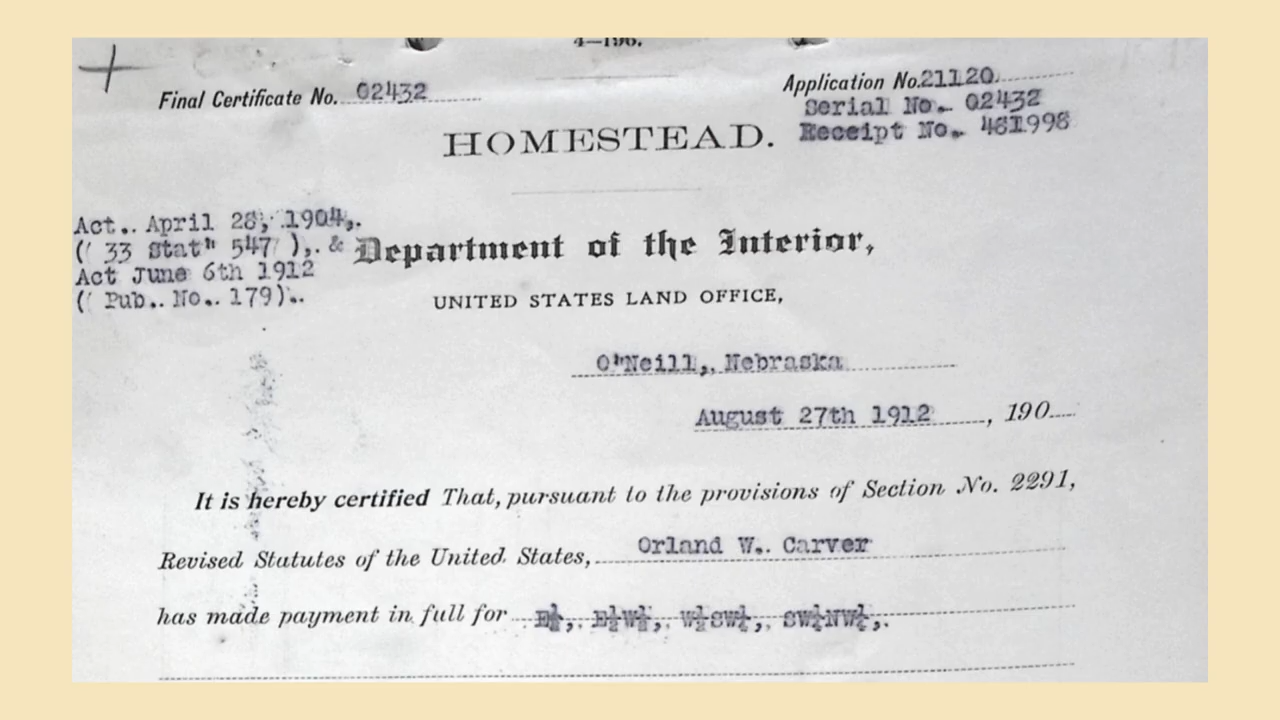 4—196.
Final Certificate No. 02432
Application No. 21120
Serial No. 02432
Receipt No. 481998
HOMESTEAD.
Act. April 28, 1904,.
( 33 Stat" 547 ),. &
Act June 6th 1912
( Pub. No. 179).
Department of the Interior,
UNITED STATES LAND OFFICE,
O'Neill, Nebraska
August 27th 1912, 190
It is hereby certified That, pursuant to the provisions of Section No. 2291,
Revised Statutes of the United States, Orland W. Carver
has made payment in full for E½, E½W½, W½SW¼, SW¼NW¼,.